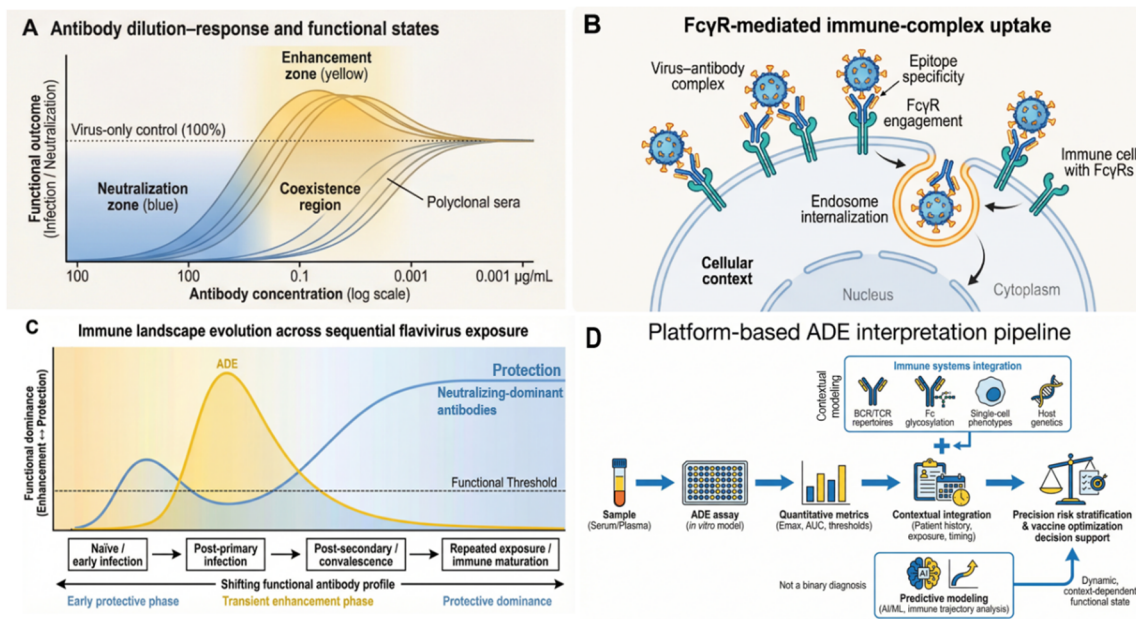 A Antibody dilution–response and functional states
Enhancement
zone (yellow)
Virus-only control (100%)
Neutralization
zone (blue)
Coexistence
region
Polyclonal sera
Functional outcome
(Infection / Neutralization)
100
100
0.1
0.001
0.001 µg/mL
Antibody concentration (log scale)
B FcγR-mediated immune-complex uptake
Virus–antibody
complex
Epitope
specificity
FcγR
engagement
Immune cell
with FcγRs
Endosome
internalization
Cellular
context
Nucleus
Cytoplasm
C Immune landscape evolution across sequential flavivirus exposure
ADE
Protection
Neutralizing-dominant
antibodies
Functional Threshold
Functional dominance
(Enhancement ↔ Protection)
Naïve /
early infection
Post-primary
infection
Post-secondary /
convalescence
Repeated exposure /
immune maturation
Shifting functional antibody profile
Early protective phase
Transient enhancement phase
Protective dominance
D Platform-based ADE interpretation pipeline
Contextual
modeling
Immune systems integration
BCR/TCR
repertoires
Fc
glycosylation
Single-cell
phenotypes
Host
genetics
+
Sample
(Serum/Plasma)
ADE assay
(in vitro model)
Quantitative metrics
(Emax, AUC, thresholds)
Contextual integration
(Patient history,
exposure, timing)
Precision risk stratification
& vaccine optimization
decision support
Not a binary diagnosis
AI
Predictive modeling
(AI/ML, immune trajectory analysis)
Dynamic,
context-dependent
functional state